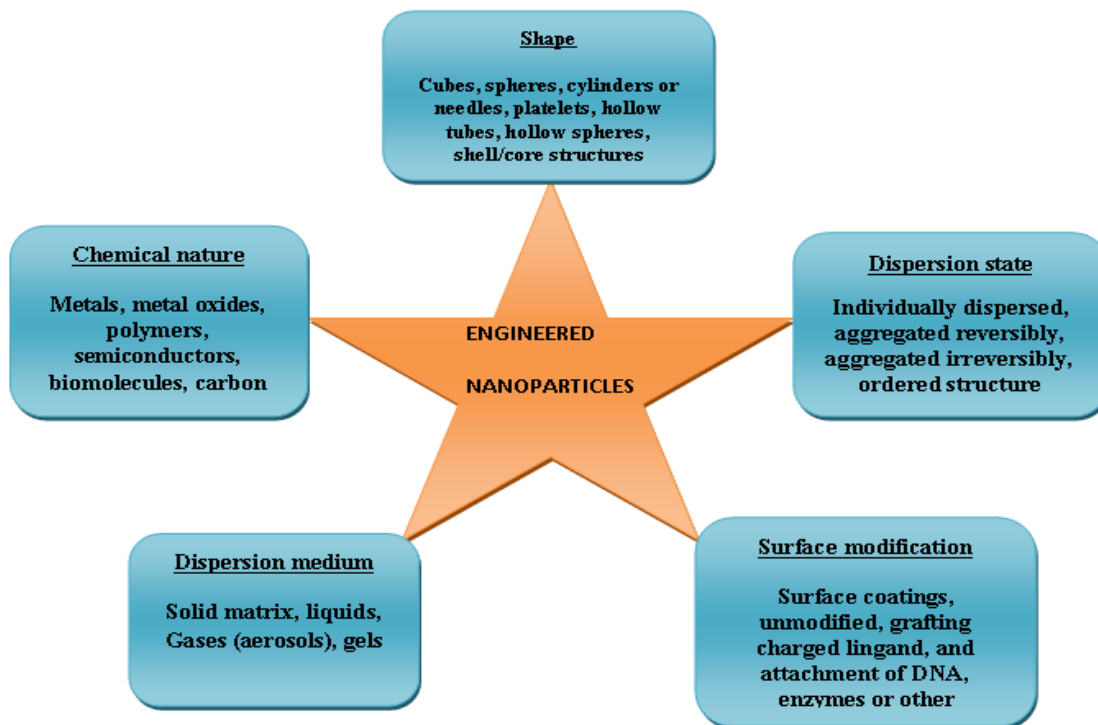 Shape
Cubes, spheres, cylinders or
needles, platelets, hollow
tubes, hollow spheres,
shell/core structures
Chemical nature
Metals, metal oxides,
polymers,
semiconductors,
biomolecules, carbon
Dispersion state
Individually dispersed,
aggregated reversibly,
aggregated irreversibly,
ordered structure
ENGINEERED
NANOPARTICLES
Dispersion medium
Solid matrix, liquids,
Gases (aerosols), gels
Surface modification
Surface coatings,
unmodified, grafting
charged lingand, and
attachment of DNA,
enzymes or other